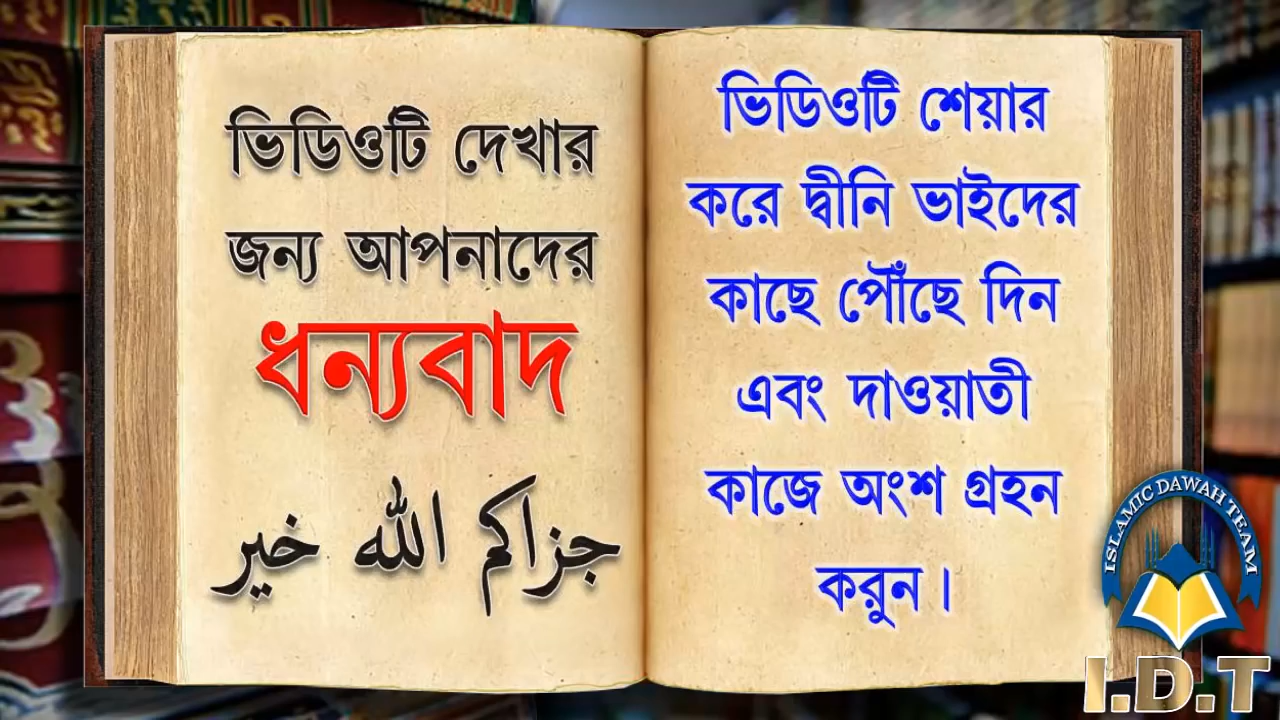 ভিডিওটি দেখার
জন্য আপনাদের
ধন্যবাদ
جزاكم الله خير
ভিডিওটি শেয়ার
করে দ্বীনি ভাইদের
কাছে পৌঁছে দিন
এবং দাওয়াতী
কাজে অংশ গ্রহন
করুন।
ISLAMIC DAWAH TEAM
I.D.T